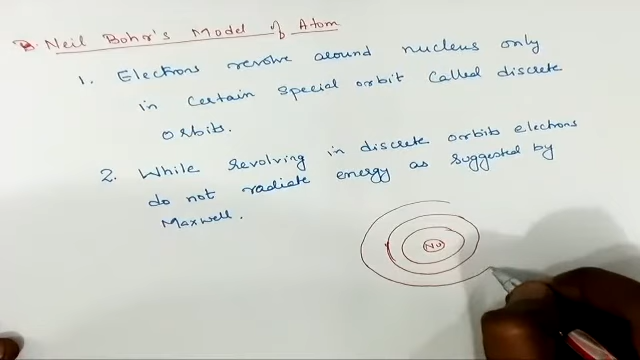 B. Neil Bohr's Model of Atom
1. Electrons revolve around nucleus only
in certain special orbit called discrete
orbits.
2. While revolving in discrete orbits electrons
do not radiate energy as suggested by
Maxwell.
Nu